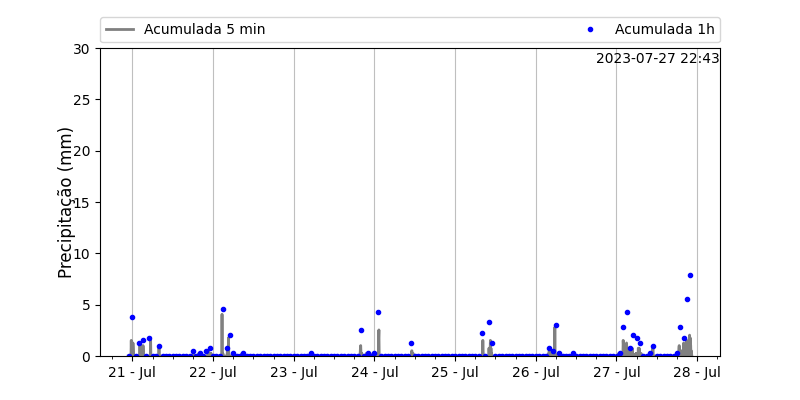 Acumulada 5 min
Acumulada 1h
2023-07-27 22:43
Precipitação (mm)
30
25
20
15
10
5
0
21 - Jul
22 - Jul
23 - Jul
24 - Jul
25 - Jul
26 - Jul
27 - Jul
28 - Jul